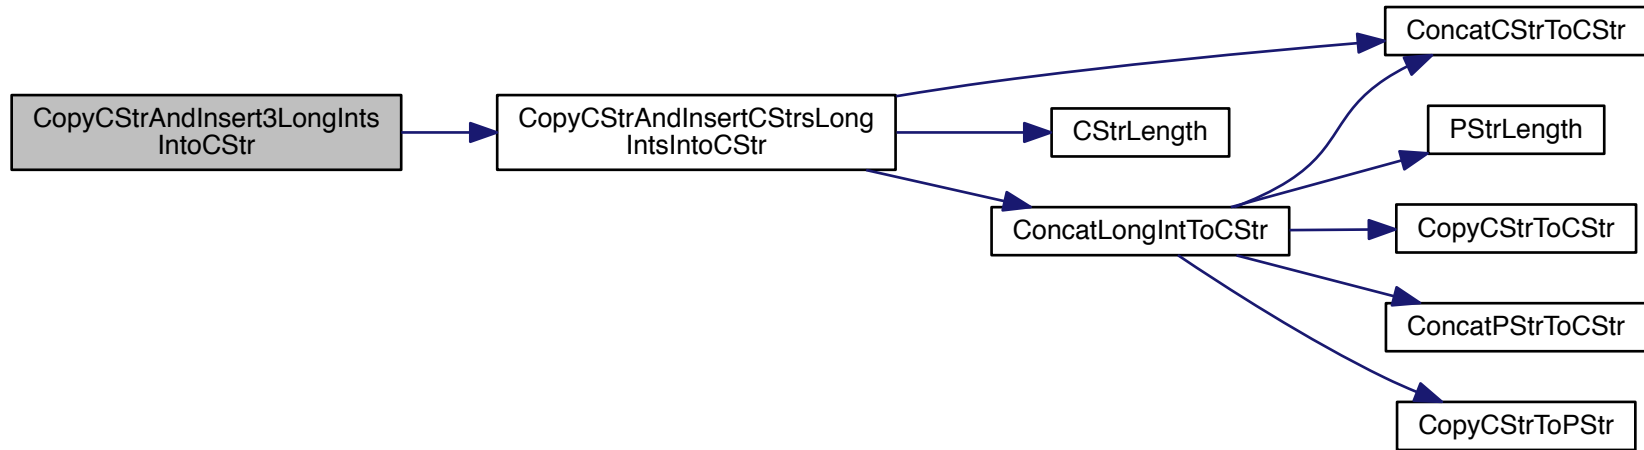 CopyCStrAndInsert3LongInts
IntoCStr
CopyCStrAndInsertCStrsLong
IntsIntoCStr
ConcatCStrToCStr
CStrLength
PStrLength
ConcatLongIntToCStr
CopyCStrToCStr
ConcatPStrToCStr
CopyCStrToPStr